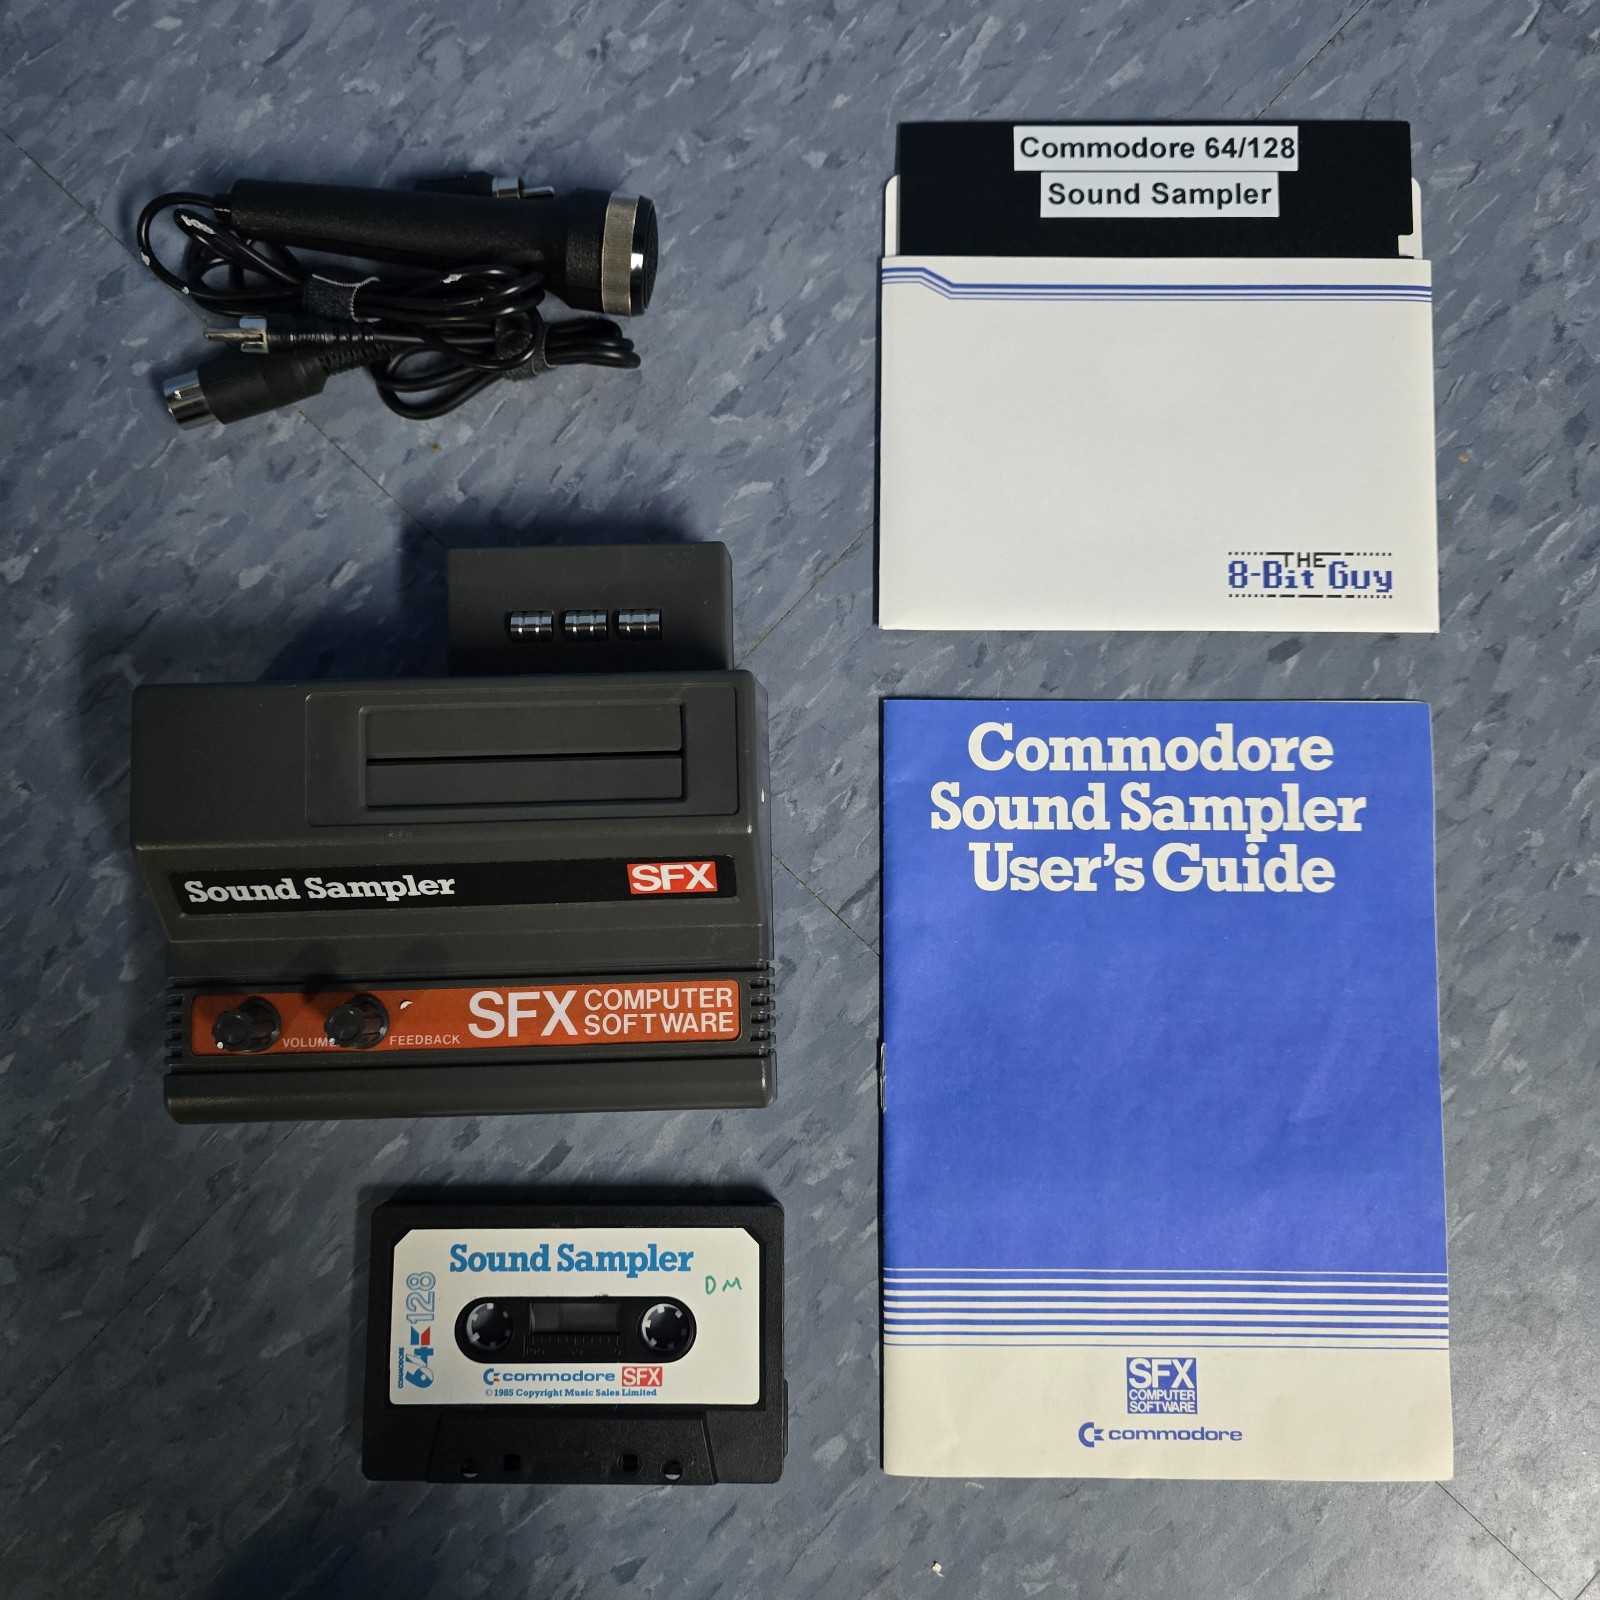 Commodore 64/128
Sound Sampler
THE
8-Bit Guy
Sound Sampler
SFX
VOLUME
FEEDBACK
SFX COMPUTER
SOFTWARE
Commodore
Sound Sampler
User's Guide
SFX
COMPUTER
SOFTWARE
commodore
Sound Sampler
DM
COMMODORE
64 128
commodore SFX
© 1985 Copyright Music Sales Limited